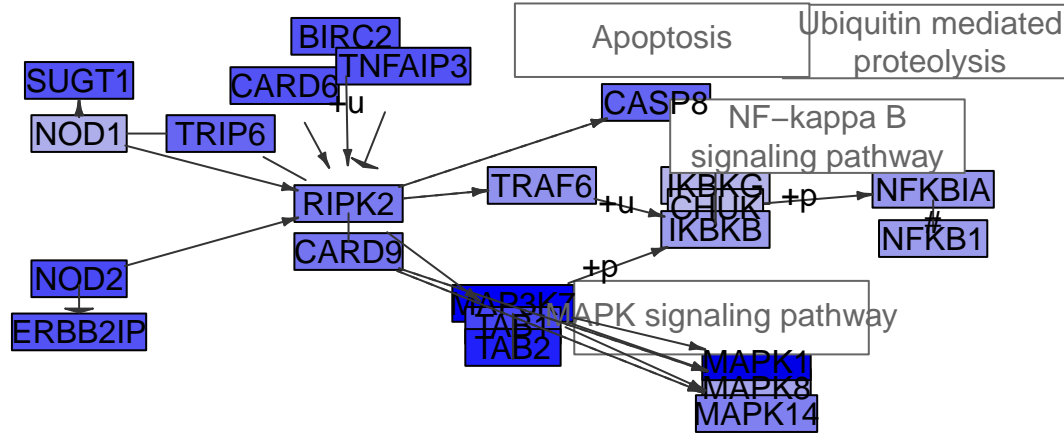 BIRC2
Apoptosis
Ubiquitin mediated
proteolysis
TNFAIP3
SUGT1
CARD6
+u
CASP8
NOD1
TRIP6
NF−kappa B
signaling pathway
RIPK2
TRAF6
+u
IKBKG
CHUK
IKBKB
+p
NFKBIA
#
NFKB1
CARD9
NOD2
+p
ERBB2IP
MAP3K7
TAB1
TAB2
MAPK signaling pathway
MAPK1
MAPK8
MAPK14